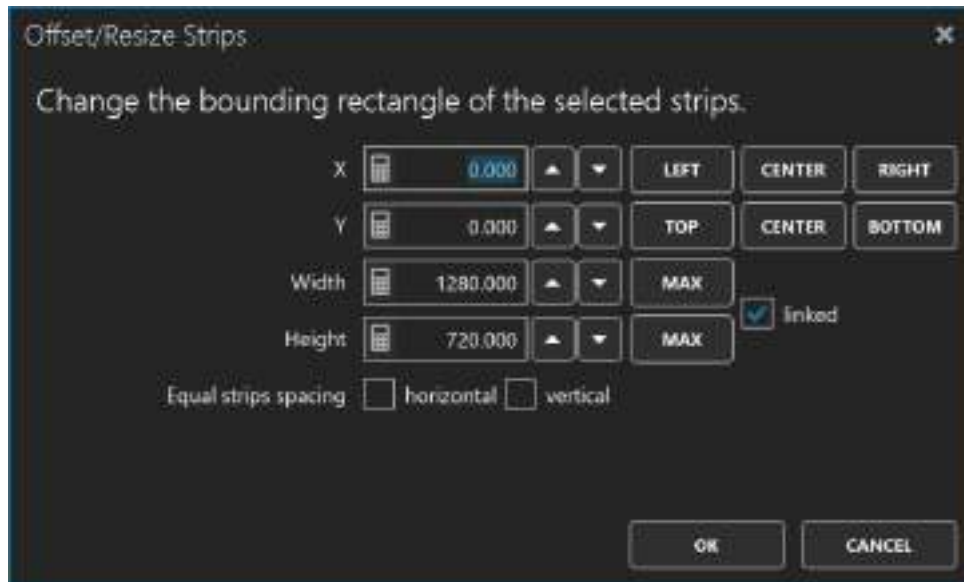 Offset/Resize Strips
Change the bounding rectangle of the selected strips.
X 0.000 LEFT CENTER RIGHT
Y 0.000 TOP CENTER BOTTOM
Width 1280.000 MAX
linked
Height 720.000 MAX
Equal strips spacing horizontal vertical
OK CANCEL